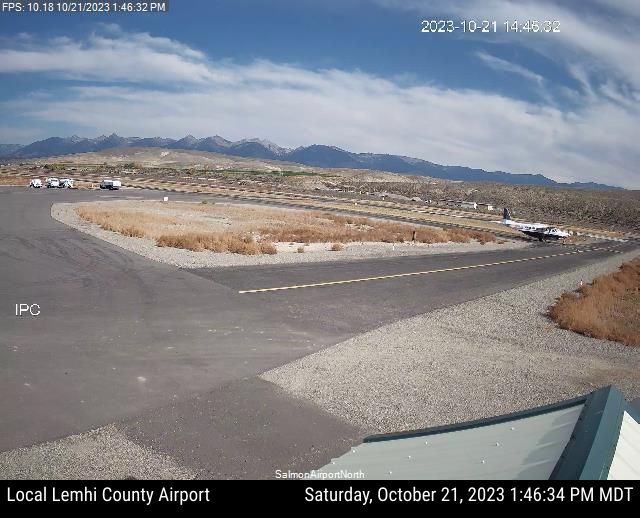 FPS: 10.18 10/21/2023 1:46:32 PM
2023-10-21 14:45:32
IPC
SalmonAirportNorth
Local Lemhi County Airport Saturday, October 21, 2023 1:46:34 PM MDT